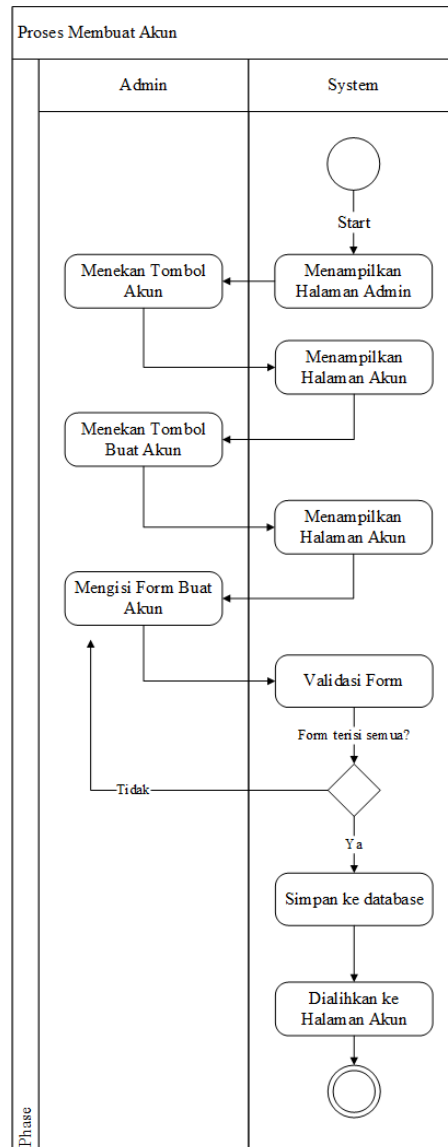 Proses Membuat Akun
Admin
System
Start
Menampilkan
Halaman Admin
Menekan Tombol
Akun
Menampilkan
Halaman Akun
Menekan Tombol
Buat Akun
Menampilkan
Halaman Akun
Mengisi Form Buat
Akun
Validasi Form
Form terisi semua?
Tidak
Ya
Simpan ke database
Dialihkan ke
Halaman Akun
Phase